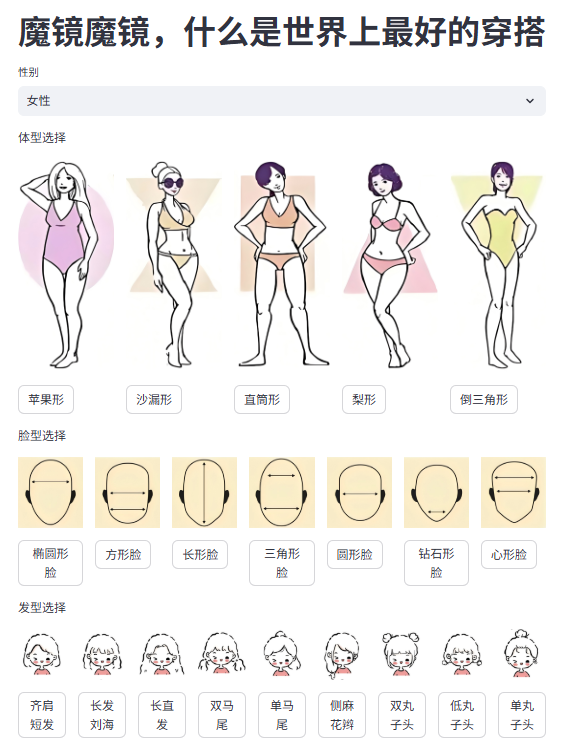 魔镜魔镜，什么是世界上最好的穿搭
性别
女性
体型选择
苹果形
沙漏形
直筒形
梨形
倒三角形
脸型选择
椭圆形
脸
方形脸
长形脸
三角形
脸
圆形脸
钻石形
脸
心形脸
发型选择
齐肩
短发
长发
刘海
长直
发
双马
尾
单马
尾
侧麻
花辫
双丸
子头
低丸
子头
单丸
子头